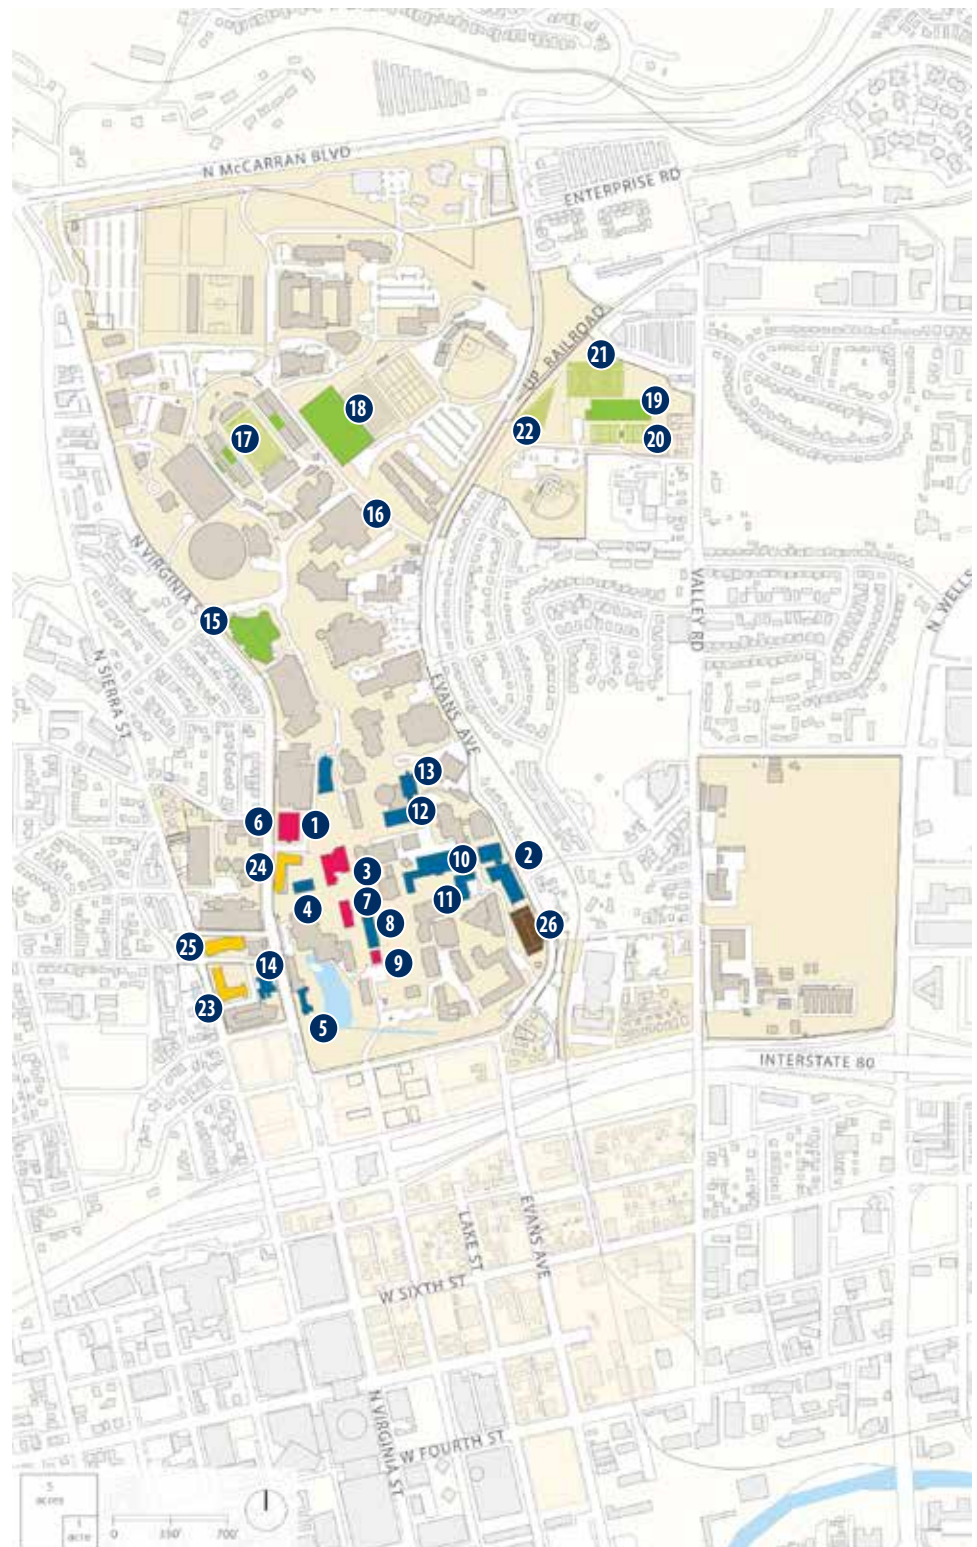 N McCARRAN BLVD
ENTERPRISE RD
UP RAILROAD
21
19
18
22
20
17
16
N VIRGINIA S
VALLEY RD
N WELLS
15
N SIERRA ST
EVANS AVE
13
12
6
1
2
24
3
10
4
7
11
8
26
25
14
9
23
5
INTERSTATE 80
LAKE ST
EVANS AVE
W SIXTH ST
N VIRGINIA ST
W FOURTH ST
5
acres
1
acre
0
350'
700'